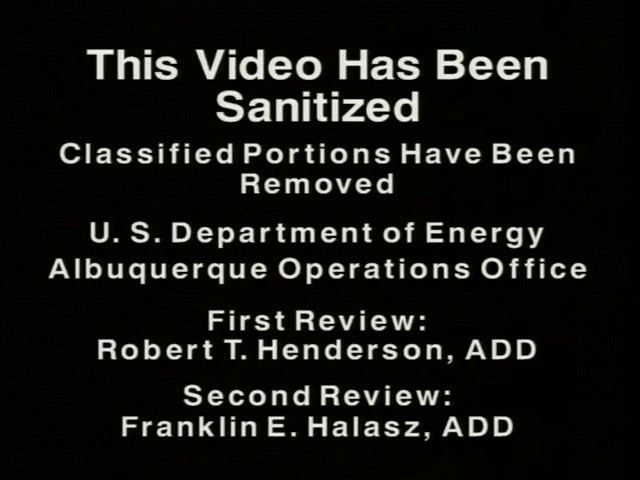 This Video Has Been
Sanitized
Classified Portions Have Been
Removed
U. S. Department of Energy
Albuquerque Operations Office
First Review:
Robert T. Henderson, ADD
Second Review:
Franklin E. Halasz, ADD